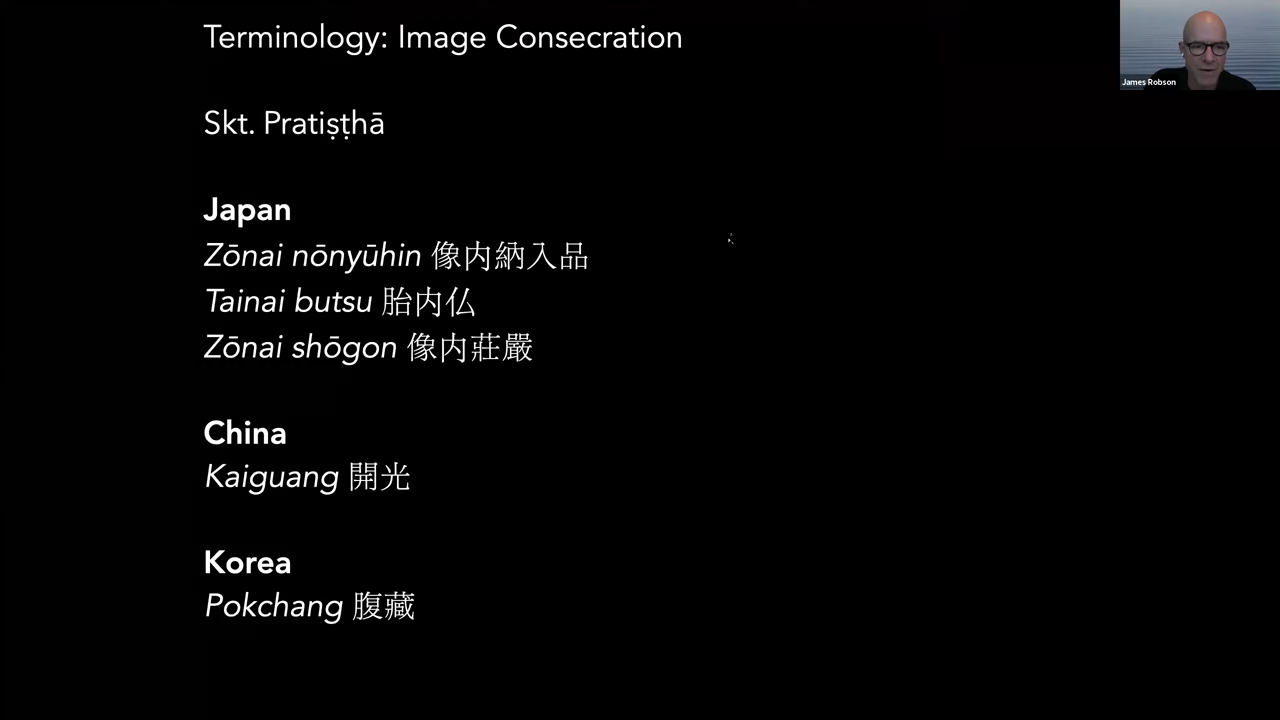 Terminology: Image Consecration
James Robson
Skt. Pratiṣṭhā
Japan
Zōnai nōnyūhin 像内納入品
Tainai butsu 胎内仏
Zōnai shōgon 像内莊嚴
China
Kaiguang 開光
Korea
Pokchang 腹藏